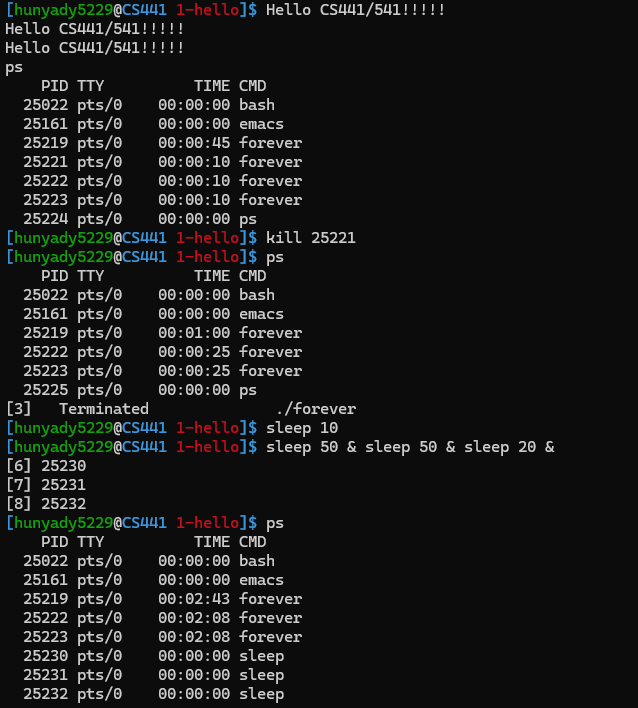 [hunyady5229@CS441 1-hello]$ Hello CS441/541!!!!!
Hello CS441/541!!!!!
Hello CS441/541!!!!!
ps
    PID TTY          TIME CMD
  25022 pts/0    00:00:00 bash
  25161 pts/0    00:00:00 emacs
  25219 pts/0    00:00:45 forever
  25221 pts/0    00:00:10 forever
  25222 pts/0    00:00:10 forever
  25223 pts/0    00:00:10 forever
  25224 pts/0    00:00:00 ps
[hunyady5229@CS441 1-hello]$ kill 25221
[hunyady5229@CS441 1-hello]$ ps
    PID TTY          TIME CMD
  25022 pts/0    00:00:00 bash
  25161 pts/0    00:00:00 emacs
  25219 pts/0    00:01:00 forever
  25222 pts/0    00:00:25 forever
  25223 pts/0    00:00:25 forever
  25225 pts/0    00:00:00 ps
[3]   Terminated              ./forever
[hunyady5229@CS441 1-hello]$ sleep 10
[hunyady5229@CS441 1-hello]$ sleep 50 & sleep 50 & sleep 20 &
[6] 25230
[7] 25231
[8] 25232
[hunyady5229@CS441 1-hello]$ ps
    PID TTY          TIME CMD
  25022 pts/0    00:00:00 bash
  25161 pts/0    00:00:00 emacs
  25219 pts/0    00:02:43 forever
  25222 pts/0    00:02:08 forever
  25223 pts/0    00:02:08 forever
  25230 pts/0    00:00:00 sleep
  25231 pts/0    00:00:00 sleep
  25232 pts/0    00:00:00 sleep